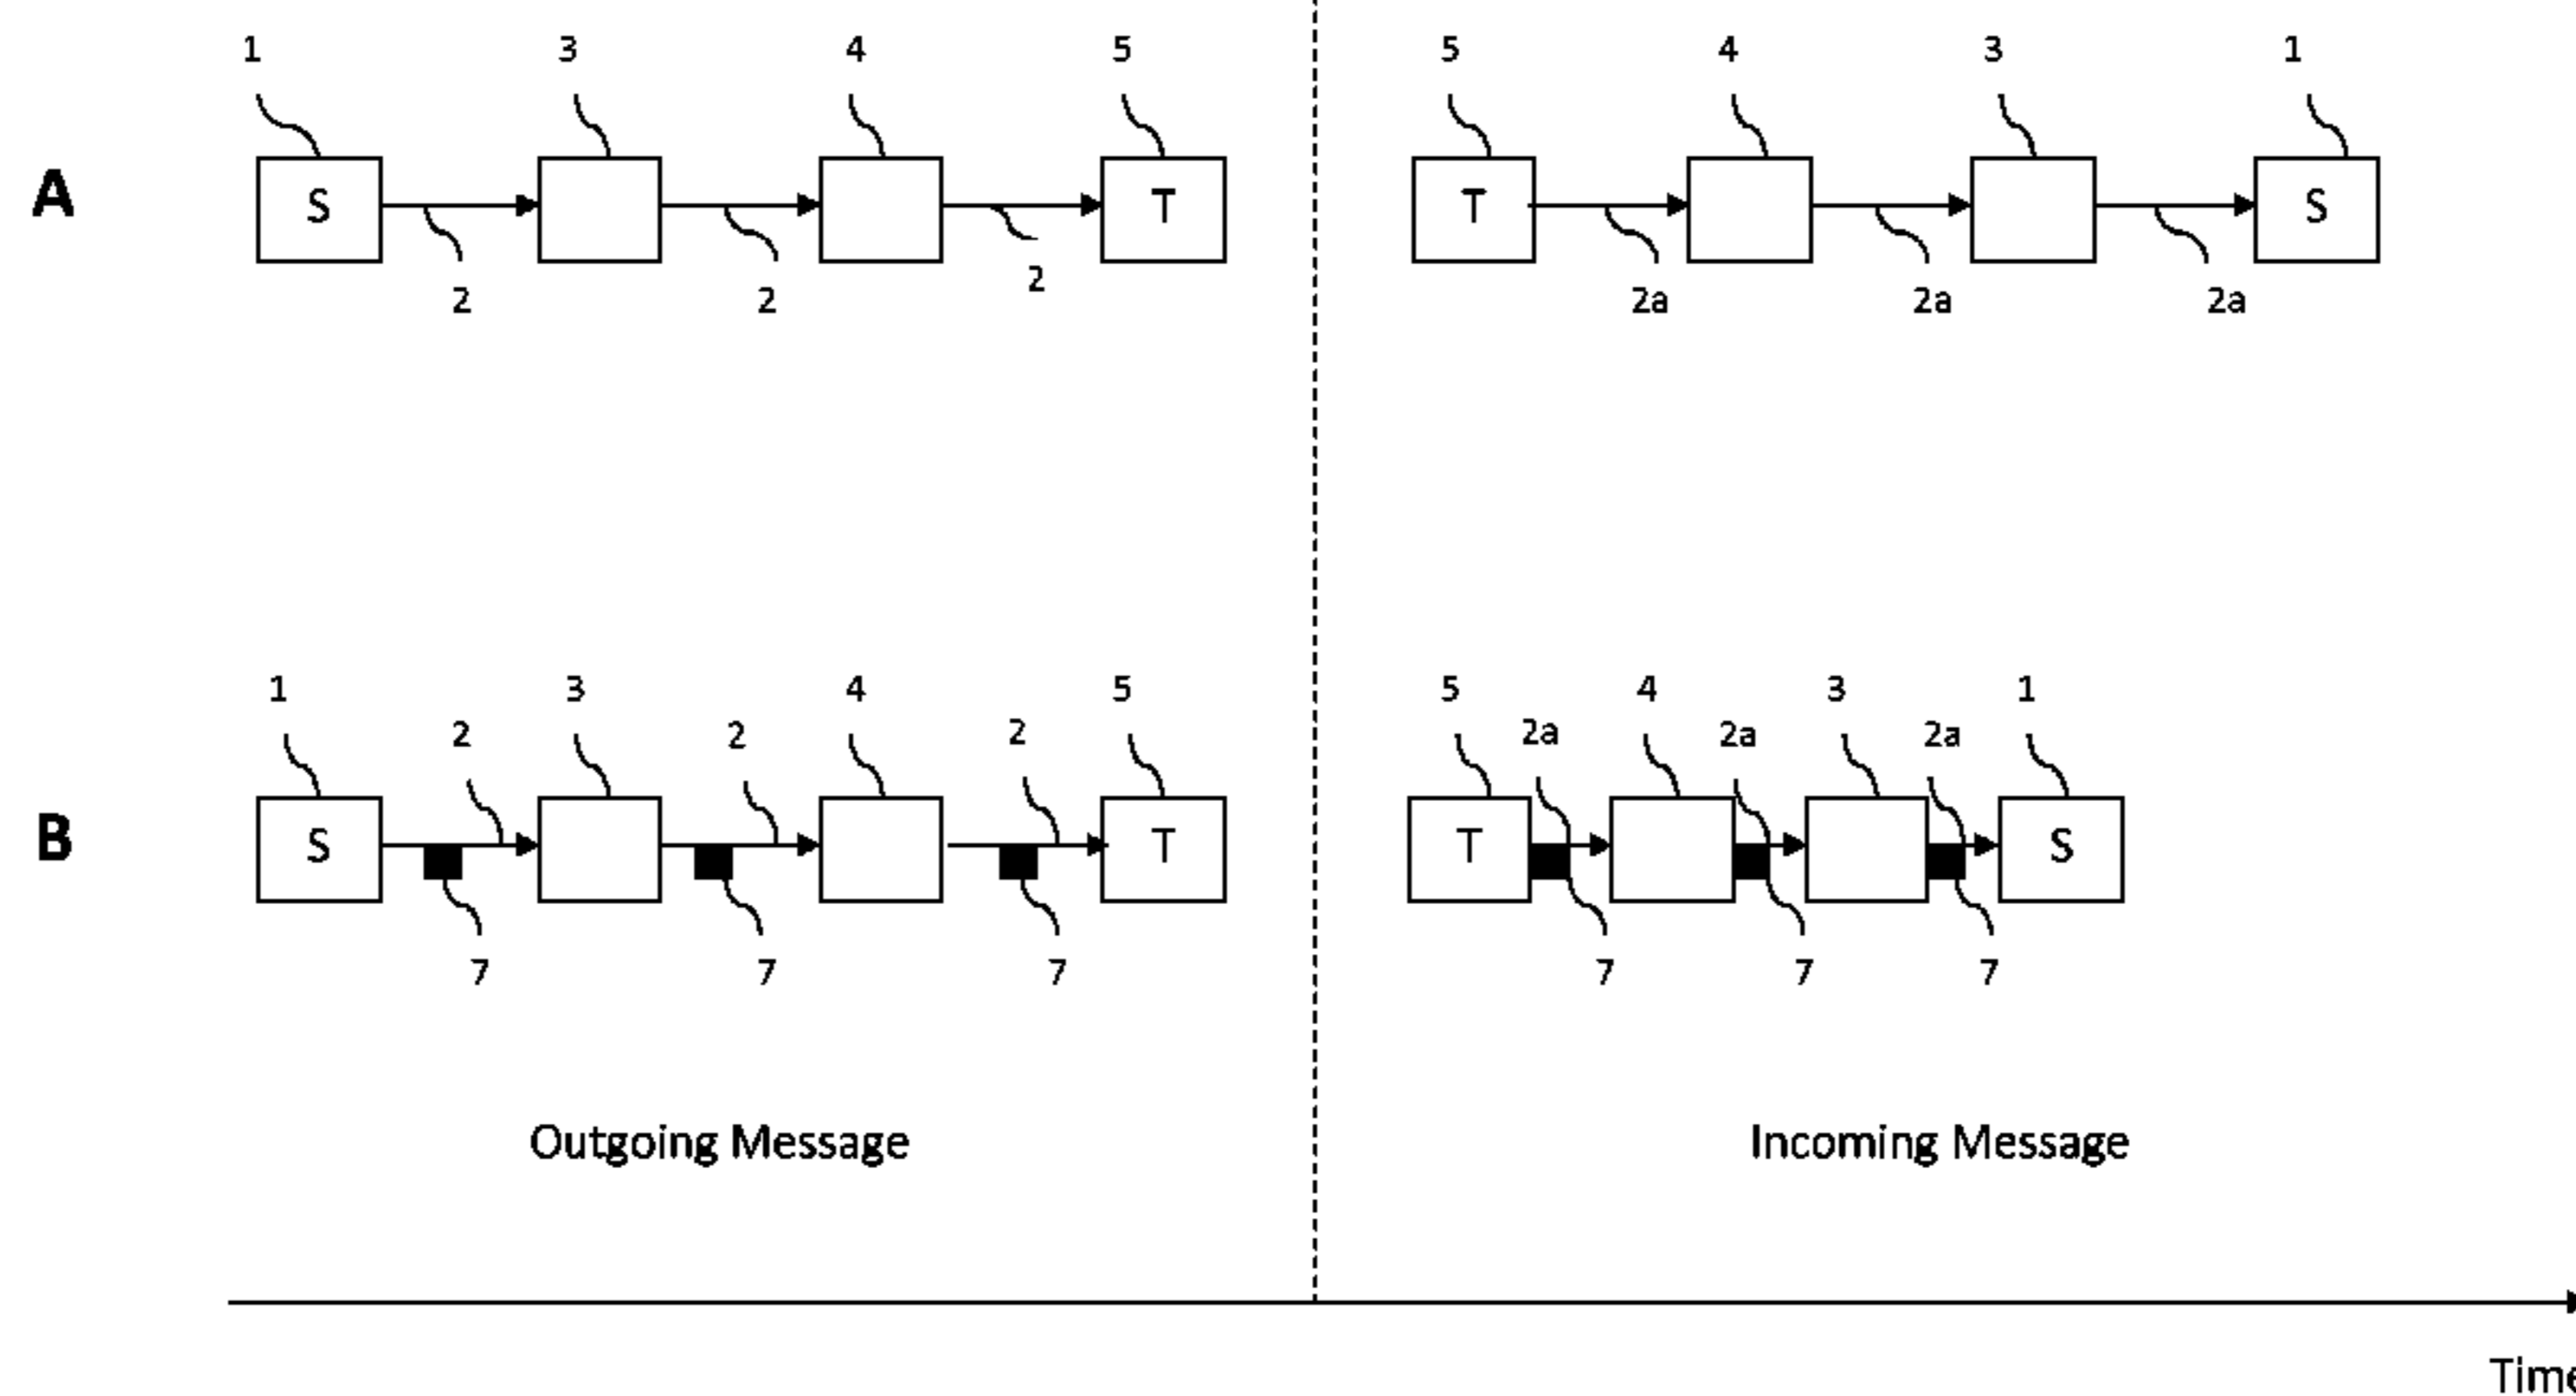 1 3 4 5 5 4 3 1
A S T T S
2 2 2 2a 2a 2a
1 3 4 5 5 4 3 1
2 2 2 2a 2a 2a
B S T T S
7 7 7 7 7 7
Outgoing Message Incoming Message
Time